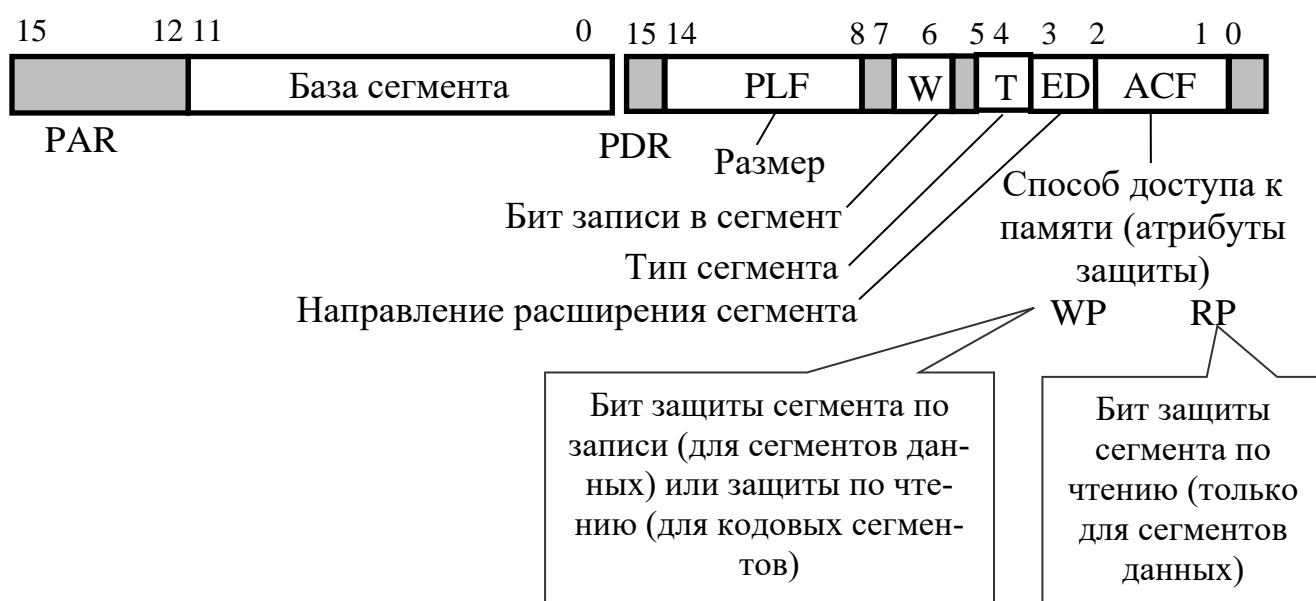 15 12 11 0 15 14 8 7 6 5 4 3 2 1 0
База сегмента PLF W T ED ACF
PAR PDR
Размер
Бит записи в сегмент
Тип сегмента
Направление расширения сегмента
Способ доступа к
памяти (атрибуты
защиты)
WP RP
Бит защиты сегмента по
записи (для сегментов дан-
ных) или защиты по чте-
нию (для кодовых сегмен-
тов)
Бит защиты
сегмента по
чтению (только
для сегментов
данных)